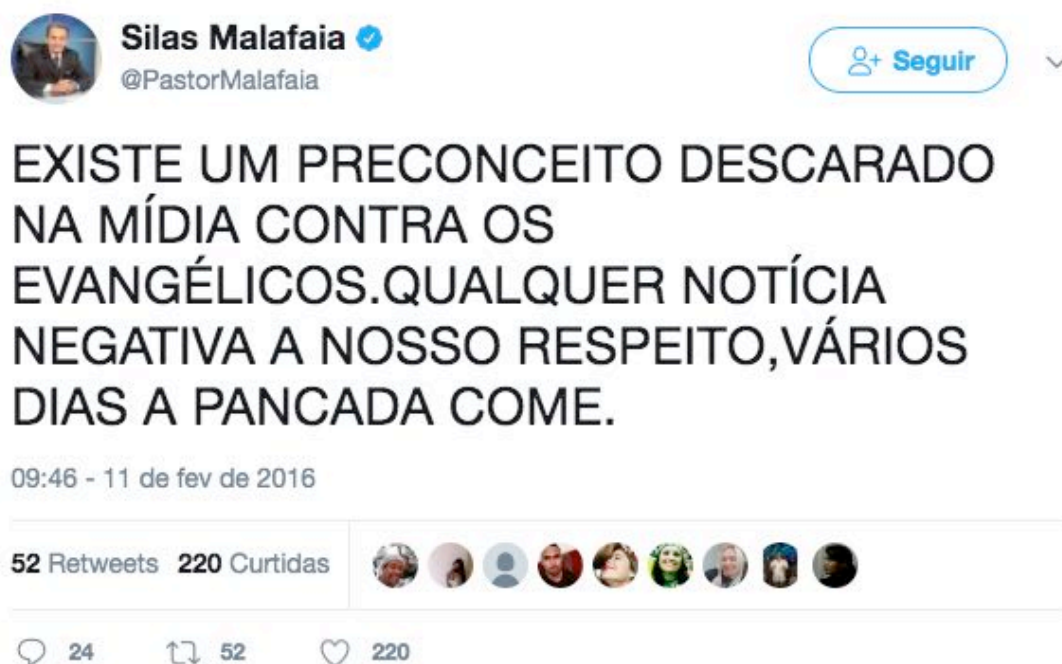 Silas Malafaia
@PastorMalafaia
Seguir
EXISTE UM PRECONCEITO DESCARADO
NA MÍDIA CONTRA OS
EVANGÉLICOS.QUALQUER NOTÍCIA
NEGATIVA A NOSSO RESPEITO,VÁRIOS
DIAS A PANCADA COME.
09:46 - 11 de fev de 2016
52 Retweets 220 Curtidas
24 52 220